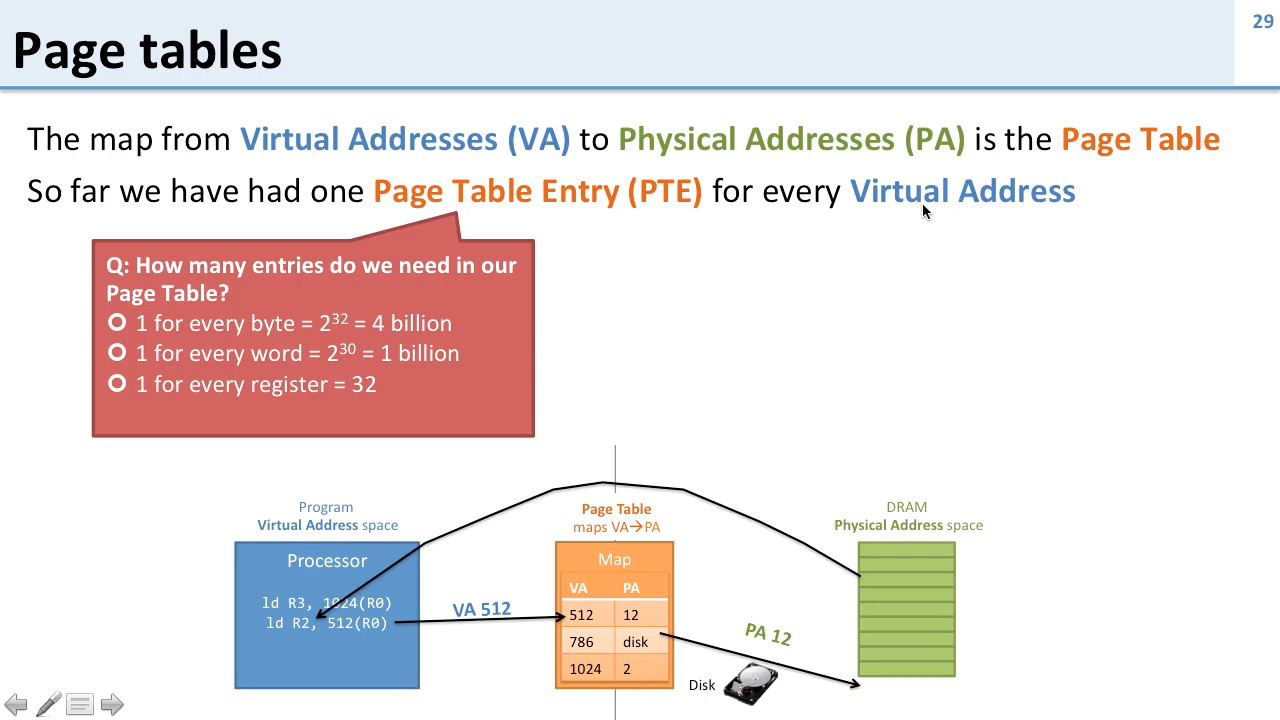 29
Page tables
The map from Virtual Addresses (VA) to Physical Addresses (PA) is the Page Table
So far we have had one Page Table Entry (PTE) for every Virtual Address
Q: How many entries do we need in our
Page Table?
1 for every byte = 2³² = 4 billion
1 for every word = 2³⁰ = 1 billion
1 for every register = 32
Program
Virtual Address space
Processor
ld R3, 1024(R0)
ld R2, 512(R0)
VA 512
Page Table
maps VA→PA
Map
VA PA
512 12
786 disk
1024 2
PA 12
Disk
DRAM
Physical Address space